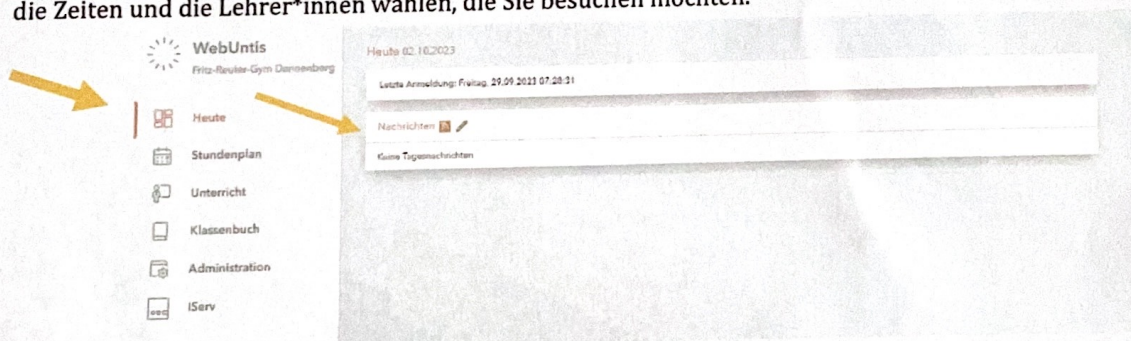 die Zeiten und die Lehrer*innen wählen, die Sie besuchen möchten.
WebUntis
Fritz-Reuter-Gym Dannenberg
Heute
Stundenplan
Unterricht
Klassenbuch
Administration
IServ
Heute 02.10.2023
Letzte Anmeldung: Freitag, 29.09.2023 07:28:31
Nachrichten
Keine Tagesnachrichten